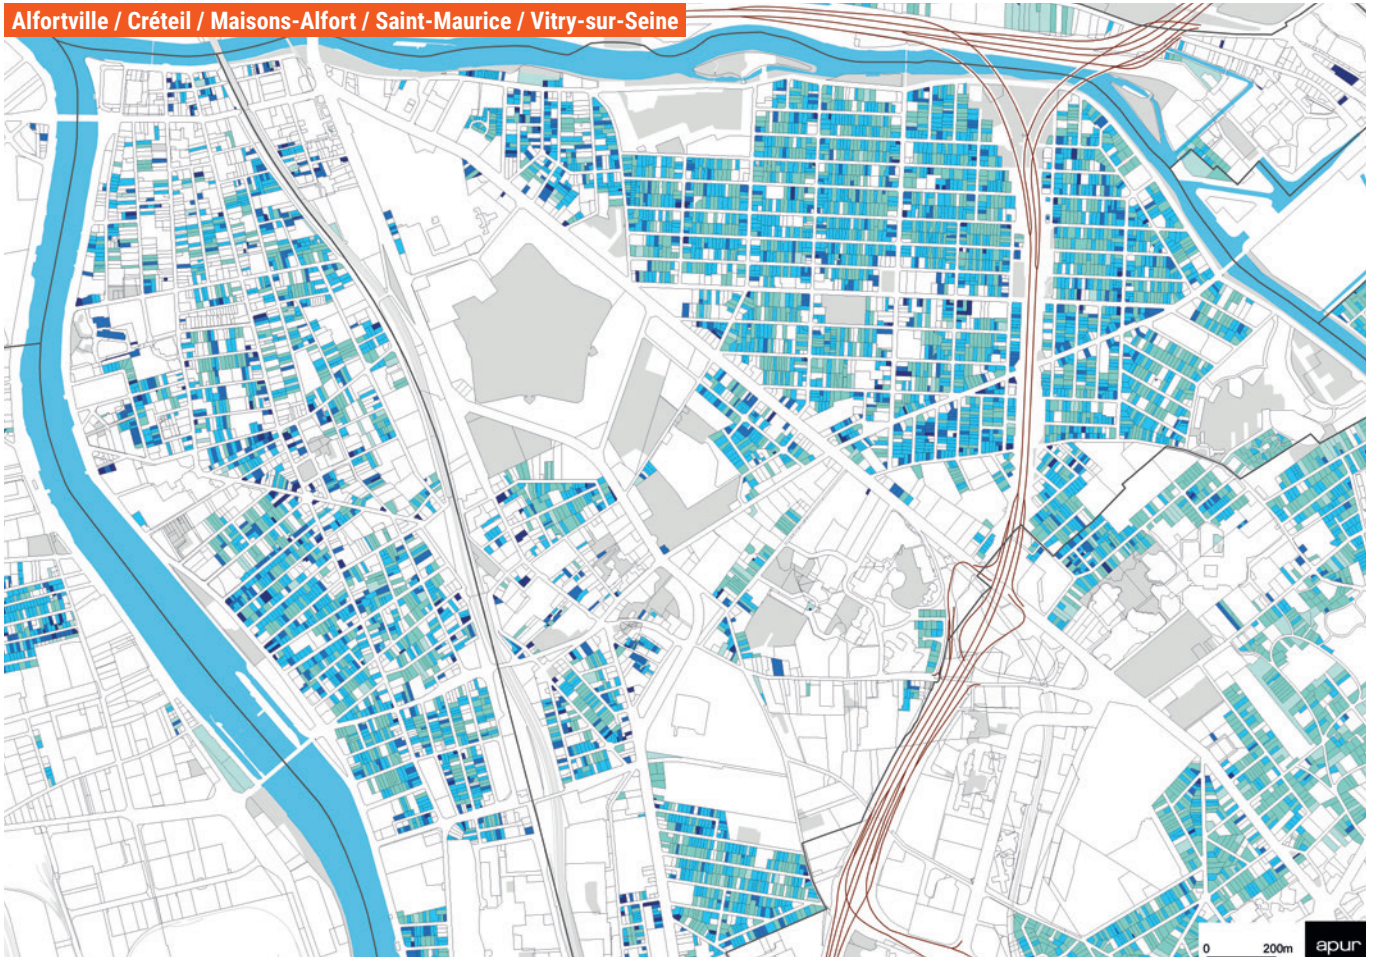 Alfortville / Créteil / Maisons-Alfort / Saint-Maurice / Vitry-sur-Seine
0 200m
apur